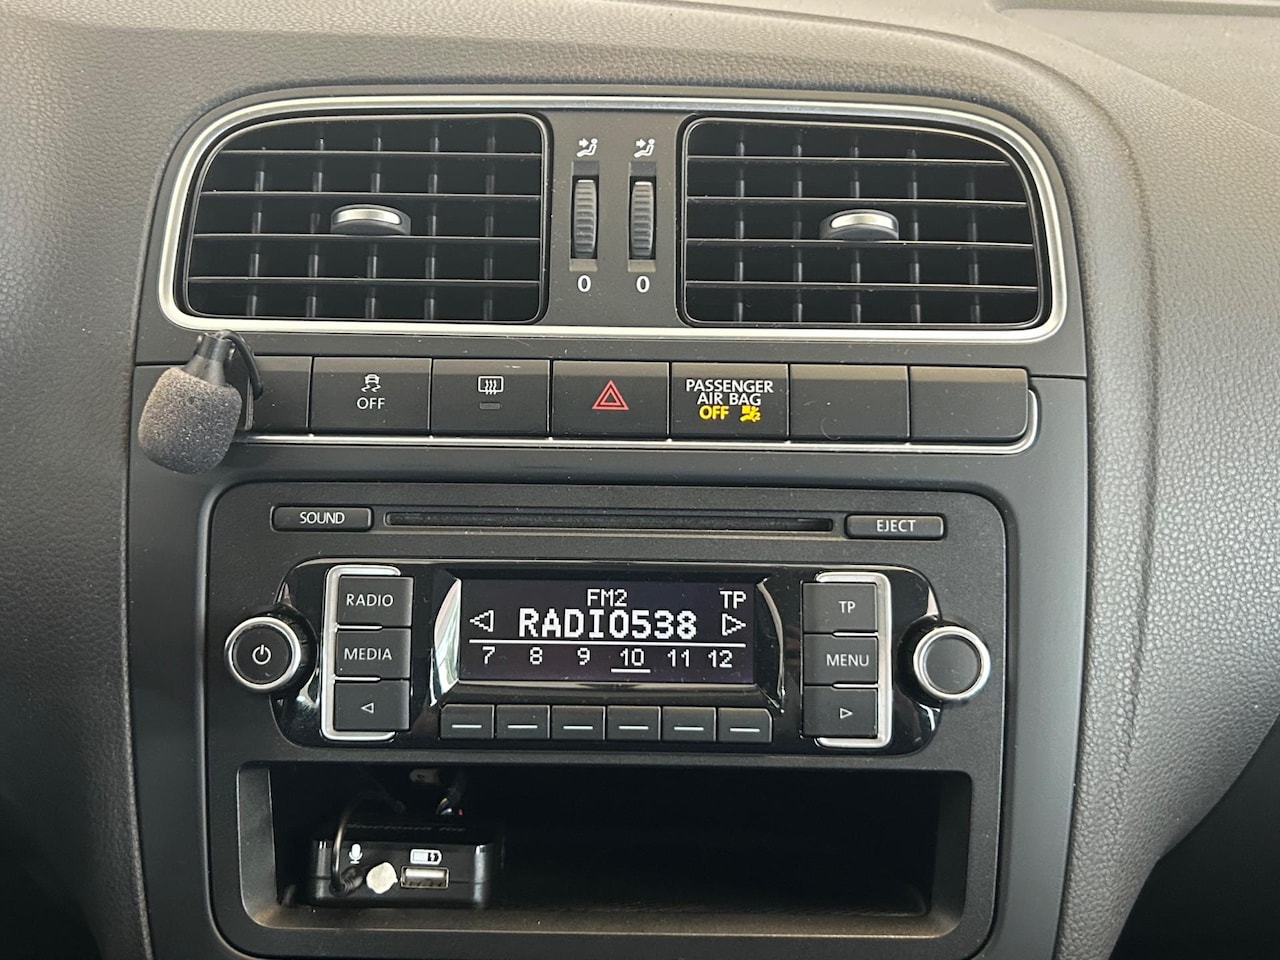 0 0
OFF
PASSENGER
AIR BAG
OFF
SOUND
EJECT
RADIO
MEDIA
FM2 TP
RADIO538
7 8 9 10 11 12
TP
MENU